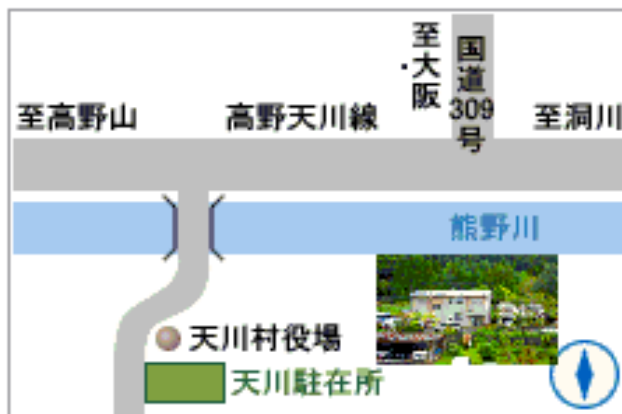 至大阪
国道309号
至高野山
高野天川線
至洞川
熊野川
天川村役場
天川駐在所